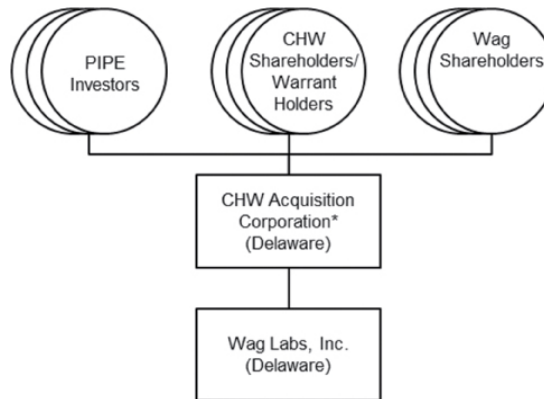 PIPE
Investors
CHW
Shareholders/
Warrant
Holders
Wag
Shareholders
CHW Acquisition
Corporation*
(Delaware)
Wag Labs, Inc.
(Delaware)